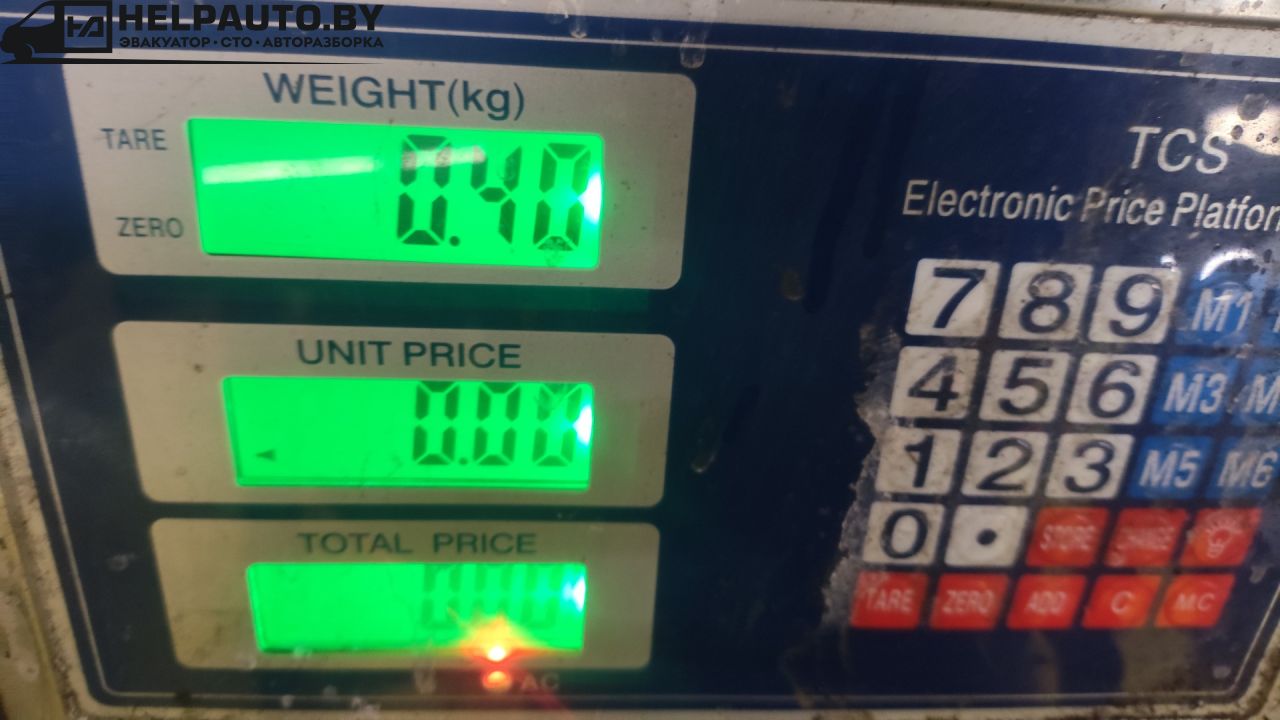 HELPAUTO.BY
ЭВАКУАТОР·СТО·АВТОРАЗБОРКА
WEIGHT(kg)
TARE
0.40
ZERO
UNIT PRICE
0.00
TOTAL PRICE
AC
TCS
Electronic Price Platfor
7 8 9 M1
4 5 6 M3 M
1 2 3 M5 M6
0 . STORE CHANGE
TARE ZERO ADD C MC